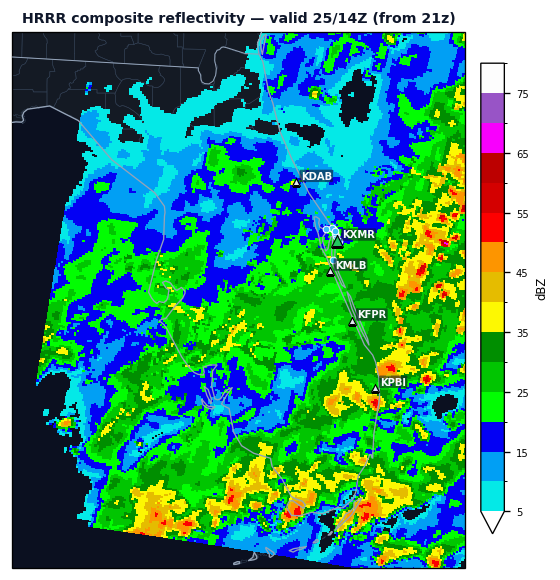 HRRR composite reflectivity — valid 25/14Z (from 21z)
KDAB
KXMR
KMLB
KFPR
KPBI
75
65
55
45
35
25
15
5
dBZ